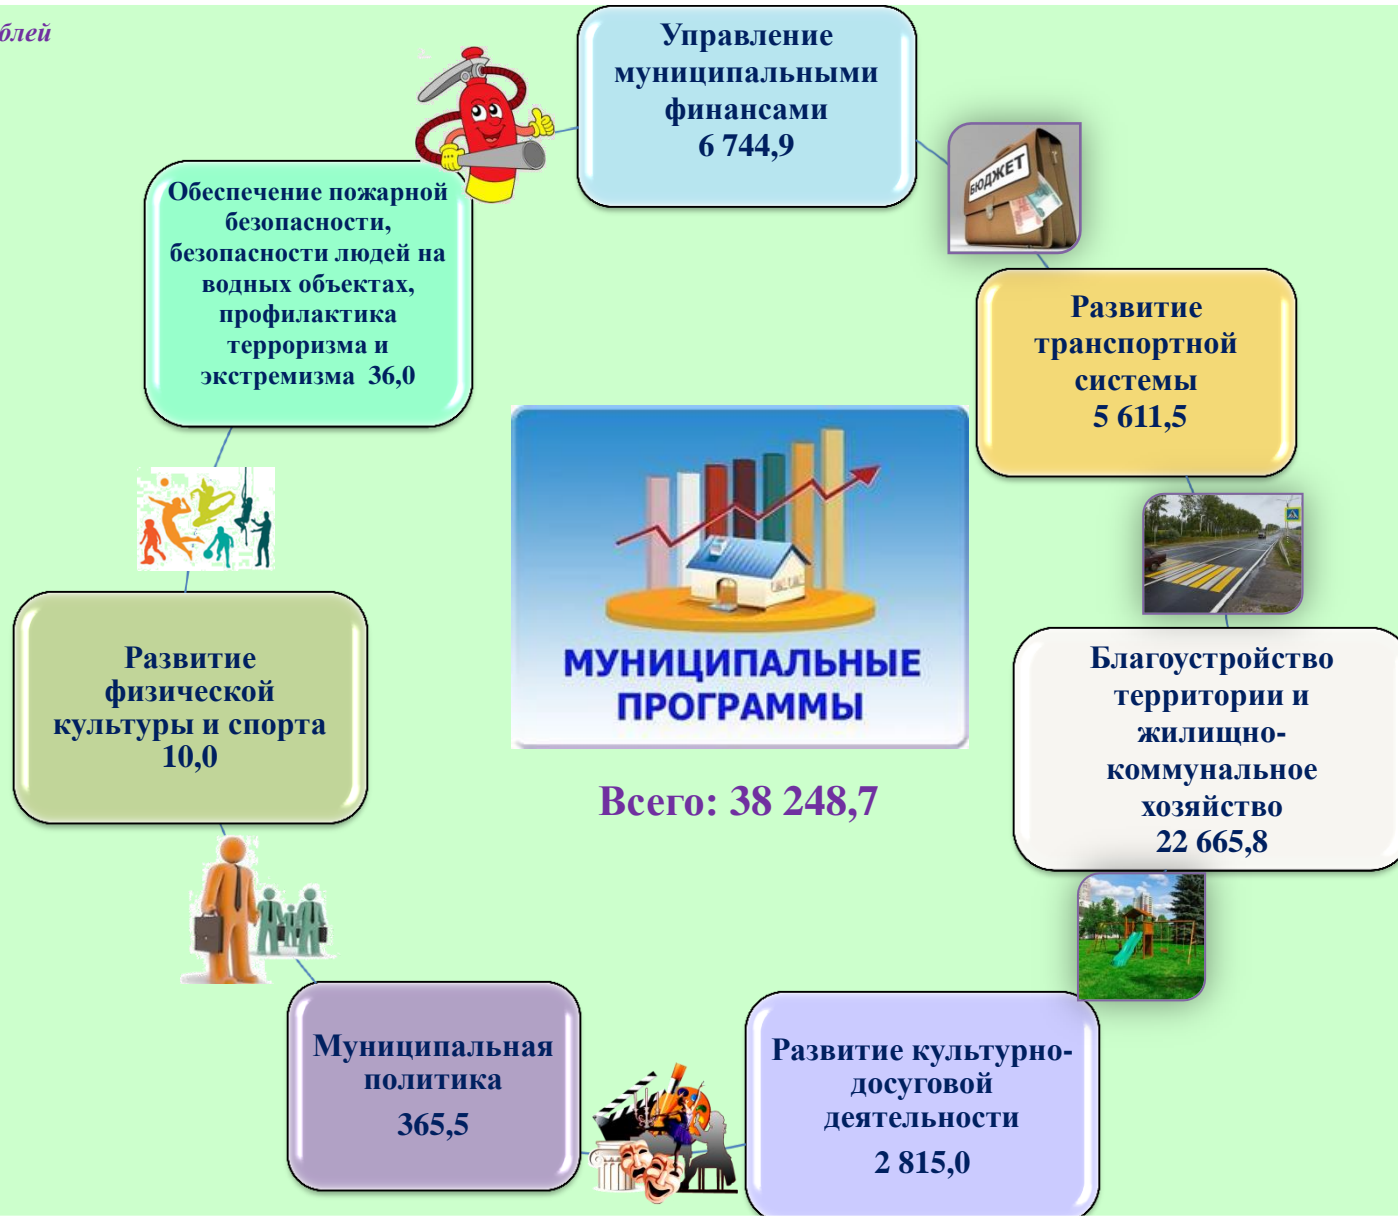 блей
Управление
муниципальными
финансами
6 744,9
БЮДЖЕТ
Обеспечение пожарной
безопасности,
безопасности людей на
водных объектах,
профилактика
терроризма и
экстремизма 36,0
Развитие
транспортной
системы
5 611,5
МУНИЦИПАЛЬНЫЕ
ПРОГРАММЫ
Всего: 38 248,7
Развитие
физической
культуры и спорта
10,0
Благоустройство
территории и
жилищно-
коммунальное
хозяйство
22 665,8
Муниципальная
политика
365,5
Развитие культурно-
досуговой
деятельности
2 815,0